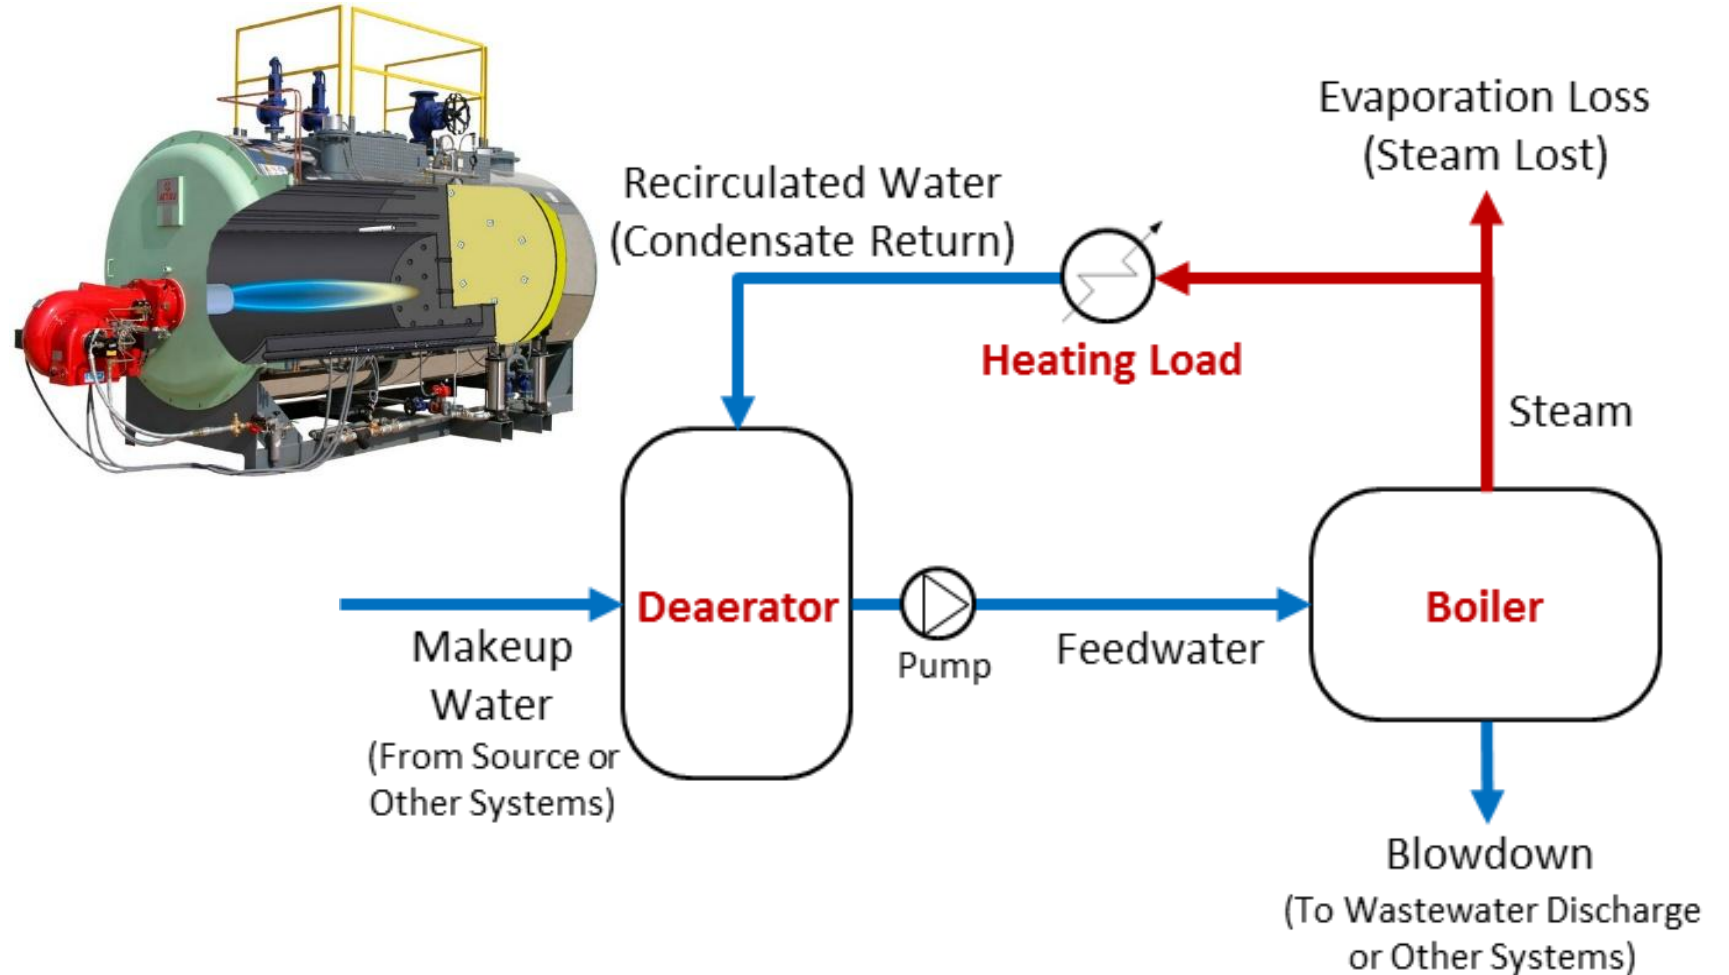 Evaporation Loss
(Steam Lost)
Recirculated Water
(Condensate Return)
Heating Load
Steam
Deaerator
Boiler
Makeup
Water
(From Source or
Other Systems)
Pump
Feedwater
Blowdown
(To Wastewater Discharge
or Other Systems)